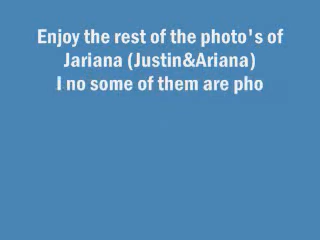 Enjoy the rest of the photo's of
Jariana (Justin&Ariana)
I no some of them are pho